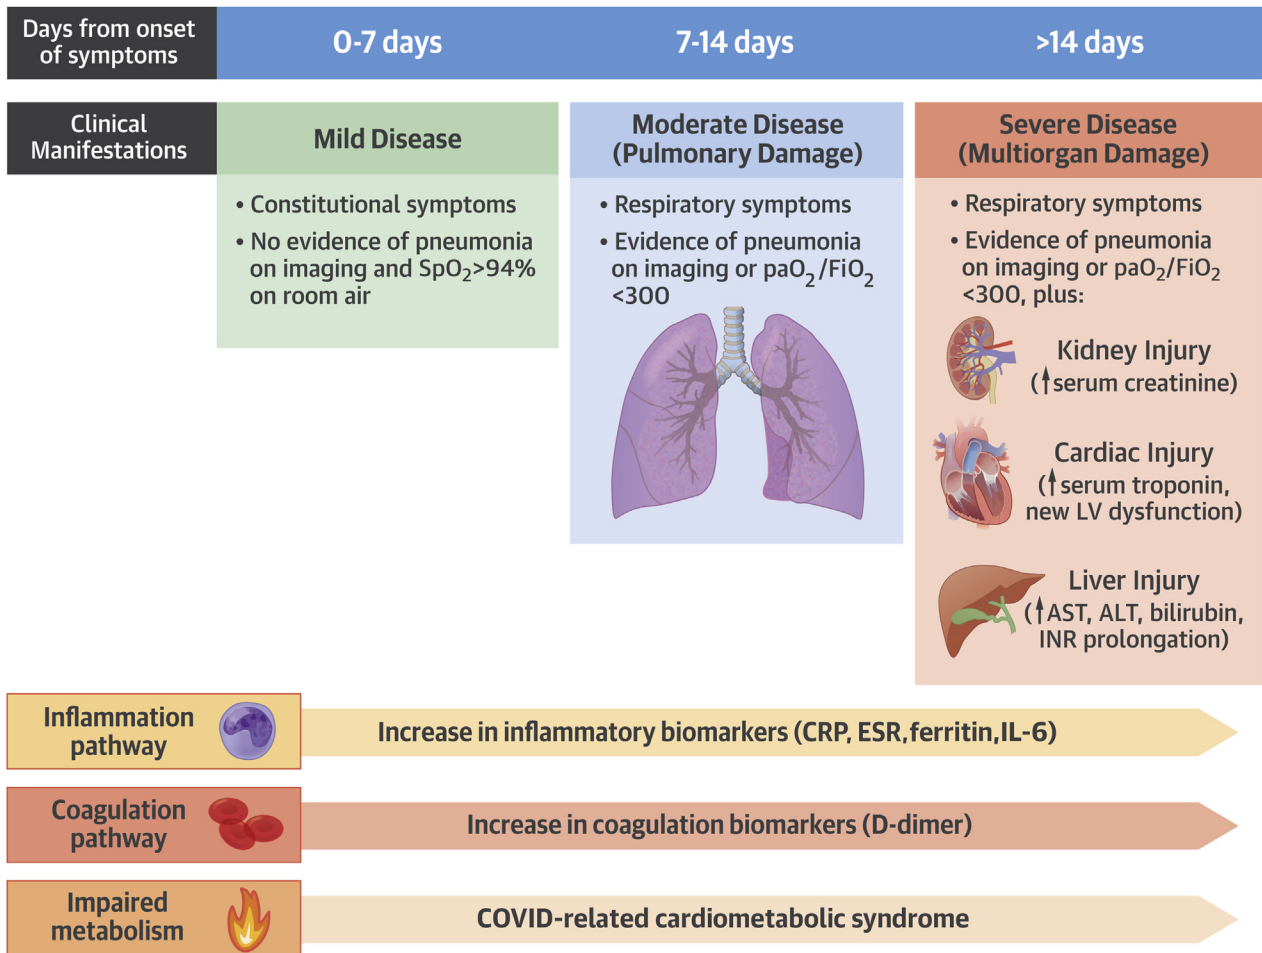 Days from onset
of symptoms
0-7 days
7-14 days
>14 days
Clinical
Manifestations
Mild Disease
• Constitutional symptoms
• No evidence of pneumonia
on imaging and SpO₂>94%
on room air
Moderate Disease
(Pulmonary Damage)
• Respiratory symptoms
• Evidence of pneumonia
on imaging or paO₂/FiO₂
<300
Severe Disease
(Multiorgan Damage)
• Respiratory symptoms
• Evidence of pneumonia
on imaging or paO₂/FiO₂
<300, plus:
Kidney Injury
(↑serum creatinine)
Cardiac Injury
(↑serum troponin,
new LV dysfunction)
Liver Injury
(↑AST, ALT, bilirubin,
INR prolongation)
Inflammation
pathway
Increase in inflammatory biomarkers (CRP, ESR,ferritin,IL-6)
Coagulation
pathway
Increase in coagulation biomarkers (D-dimer)
Impaired
metabolism
COVID-related cardiometabolic syndrome